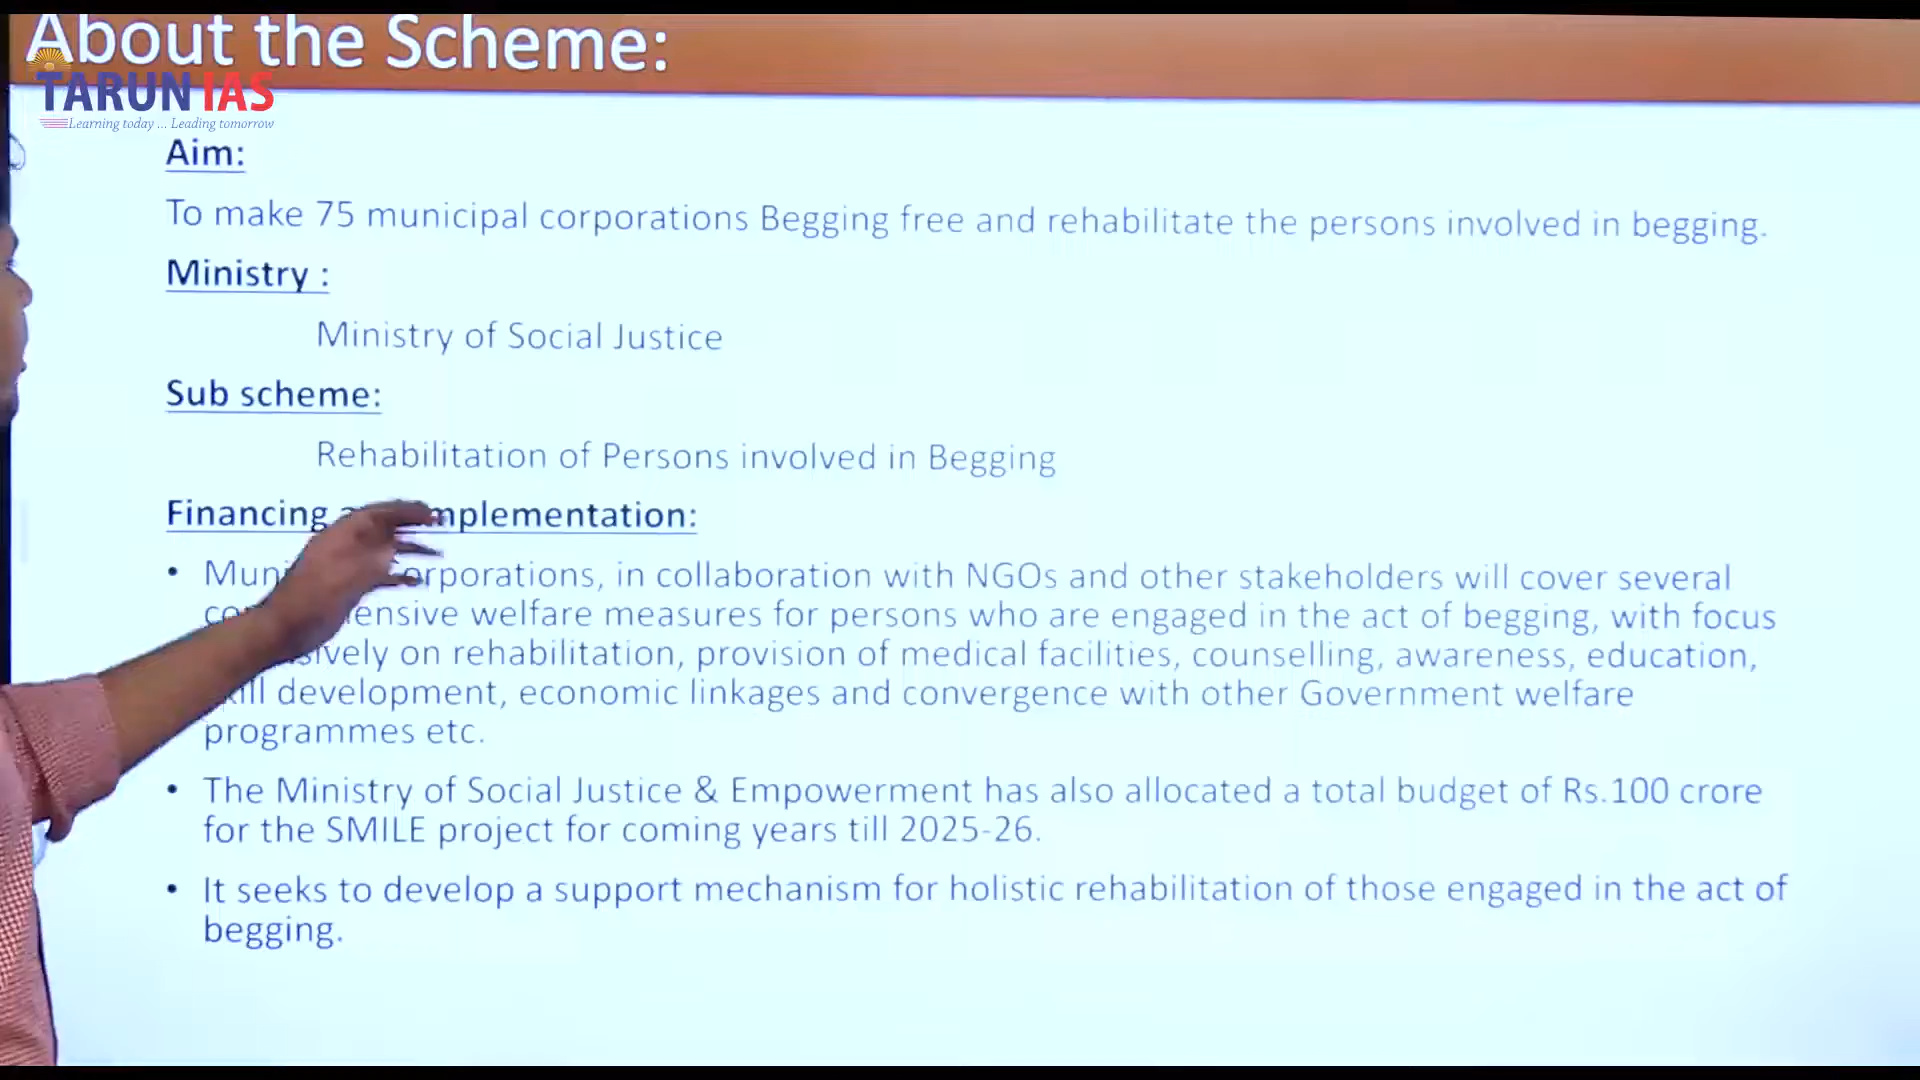 About the Scheme:
TARUN IAS
Learning today ... Leading tomorrow
Aim:
To make 75 municipal corporations Begging free and rehabilitate the persons involved in begging.
Ministry :
Ministry of Social Justice
Sub scheme:
Rehabilitation of Persons involved in Begging
Financing mplementation:
• Mun orporations, in collaboration with NGOs and other stakeholders will cover several
co ensive welfare measures for persons who are engaged in the act of begging, with focus
sively on rehabilitation, provision of medical facilities, counselling, awareness, education,
ill development, economic linkages and convergence with other Government welfare
programmes etc.
• The Ministry of Social Justice & Empowerment has also allocated a total budget of Rs.100 crore
for the SMILE project for coming years till 2025-26.
• It seeks to develop a support mechanism for holistic rehabilitation of those engaged in the act of
begging.